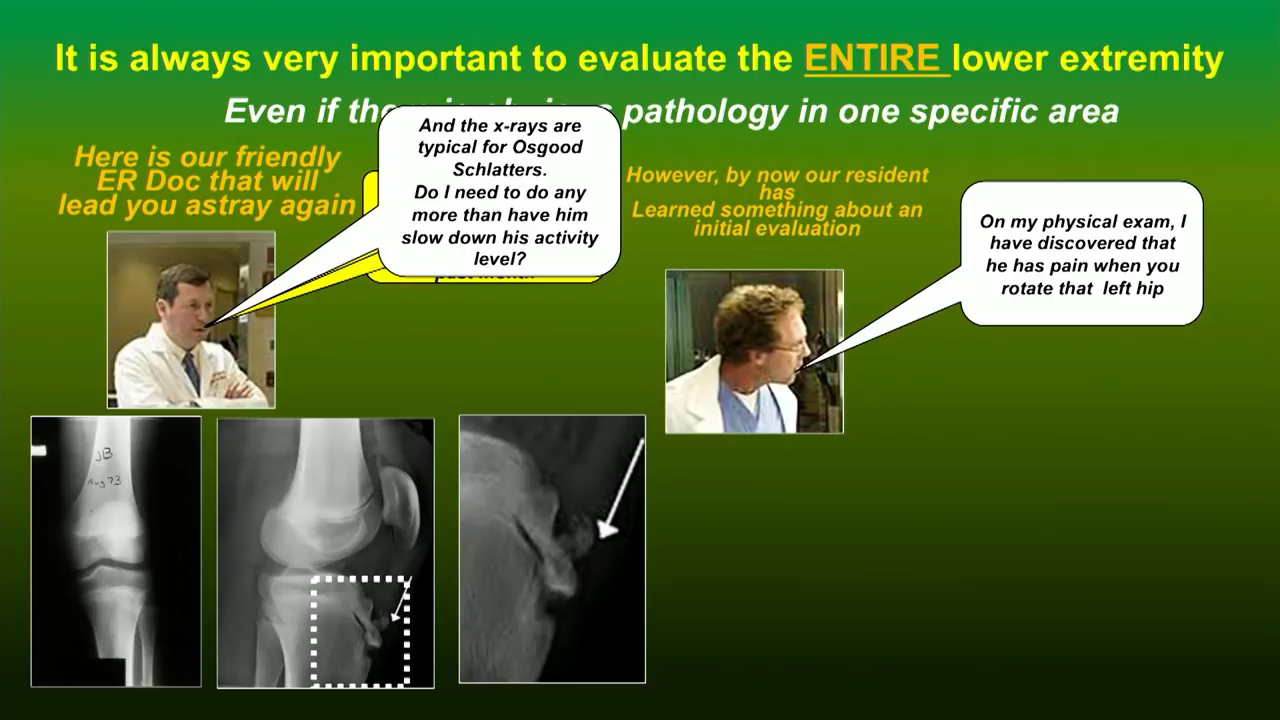 It is always very important to evaluate the ENTIRE lower extremity
Even if pathology in one specific area
Here is our friendly
ER Doc that will
lead you astray again
And the x-rays are
typical for Osgood
Schlatters.
Do I need to do any
more than have him
slow down his activity
level?
However, by now our resident
has
Learned something about an
initial evaluation
On my physical exam, I
have discovered that
he has pain when you
rotate that left hip
JB
Aug 73